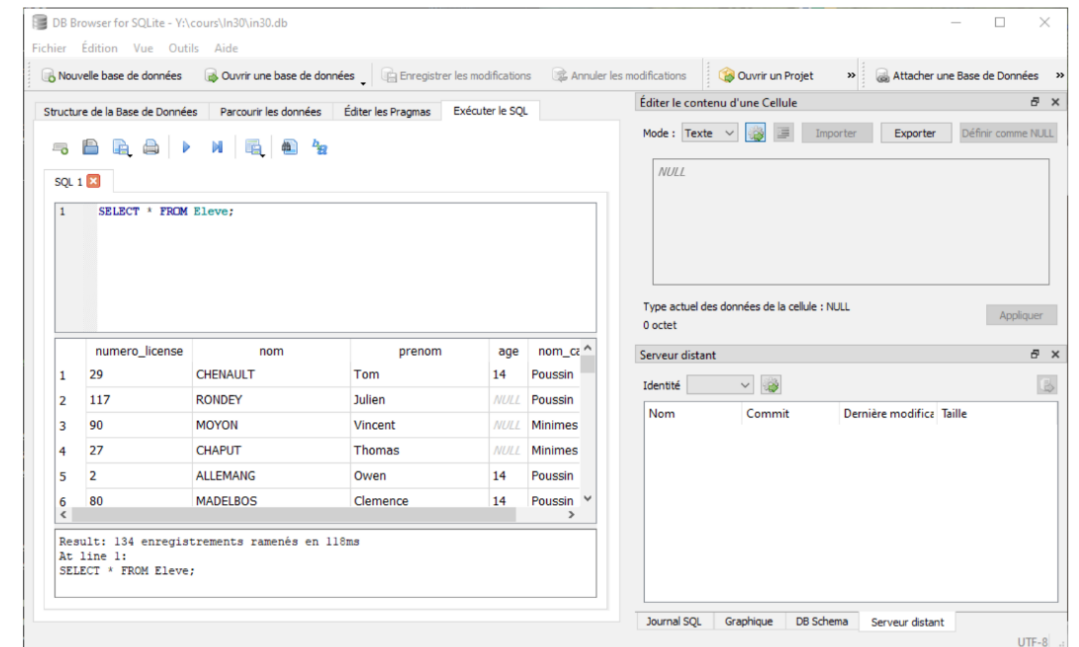 DB Browser for SQLite - Y:\cours\In30\in30.db
Fichier Édition Vue Outils Aide
Nouvelle base de données Ouvrir une base de données Enregistrer les modifications Annuler les modifications Ouvrir un Projet » Attacher une Base de Données »
Structure de la Base de Données Parcourir les données Éditer les Pragmas Exécuter le SQL
SQL 1
1 SELECT * FROM Eleve;
numero_license nom prenom age nom_ca
1 29 CHENAULT Tom 14 Poussin
2 117 RONDEY Julien NULL Poussin
3 90 MOYON Vincent NULL Minimes
4 27 CHAPUT Thomas NULL Minimes
5 2 ALLEMANG Owen 14 Poussin
6 80 MADELBOS Clemence 14 Poussin
Result: 134 enregistrements ramenés en 118ms
At line 1:
SELECT * FROM Eleve;
Éditer le contenu d'une Cellule
Mode : Texte Importer Exporter Définir comme NULL
NULL
Type actuel des données de la cellule : NULL
0 octet
Appliquer
Serveur distant
Identité
Nom Commit Dernière modifica Taille
Journal SQL Graphique DB Schema Serveur distant
UTF-8